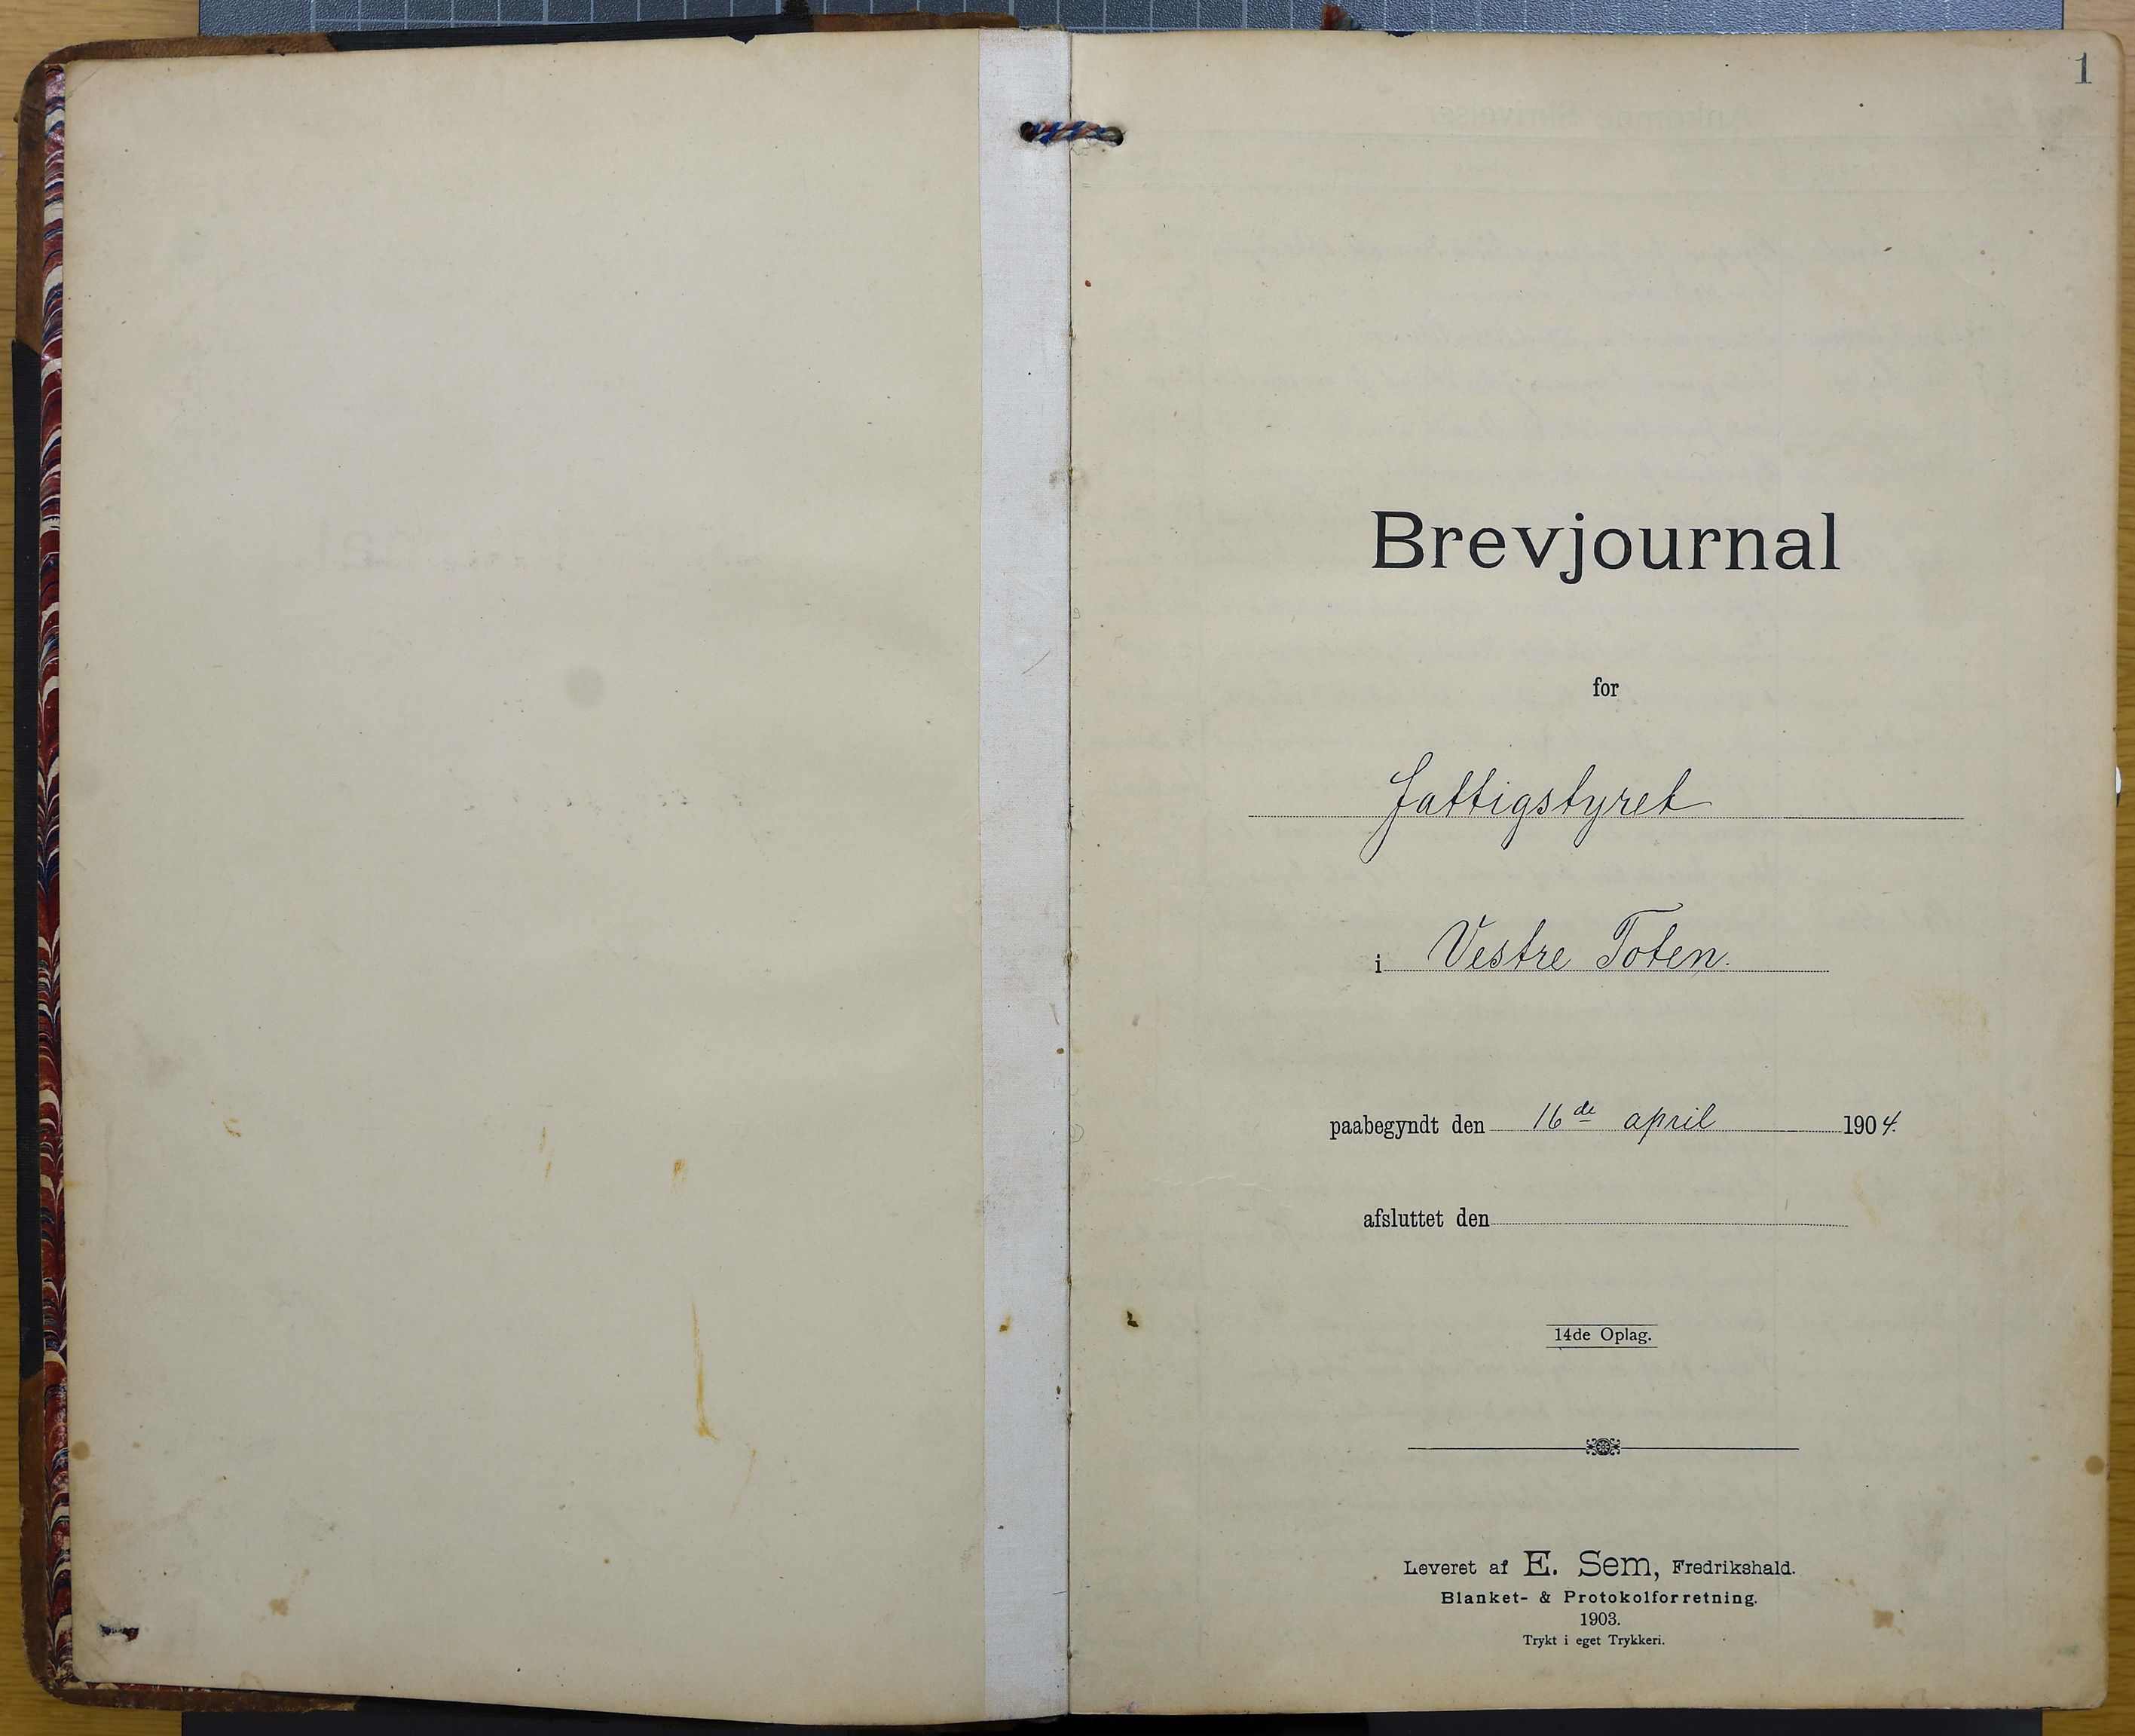 1
Brevjournal
for
Fattigstyret
i Vestre Toten.
paabegyndt den 16de april 1904.
afsluttet den
14de Oplag.
Leveret af E. Sem, Fredrikshald.
Blanket- & Protokolforretning.
1903.
Trykt i eget Trykkeri.